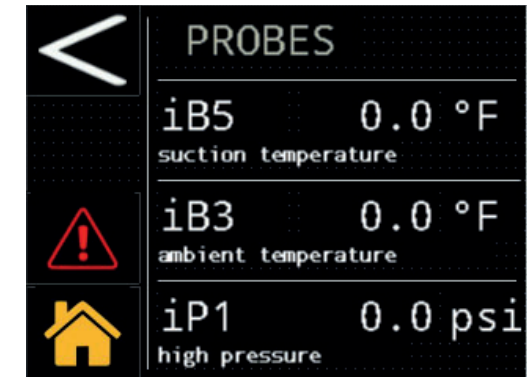 PROBES
iB5 0.0 °F
suction temperature
iB3 0.0 °F
ambient temperature
iP1 0.0 psi
high pressure